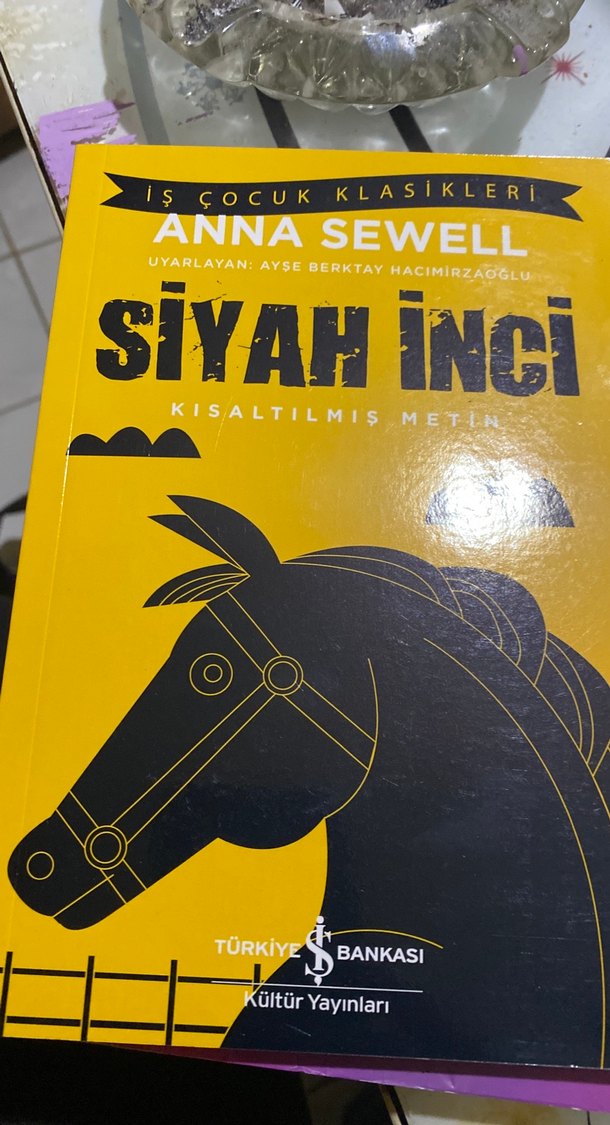 İŞ ÇOCUK KLASİKLERİ
ANNA SEWELL
UYARLAYAN: AYŞE BERKTAY HACIMİRZAOĞLU
SİYAH İNCİ
KISALTILMIŞ METİN
TÜRKİYE İŞ BANKASI
Kültür Yayınları